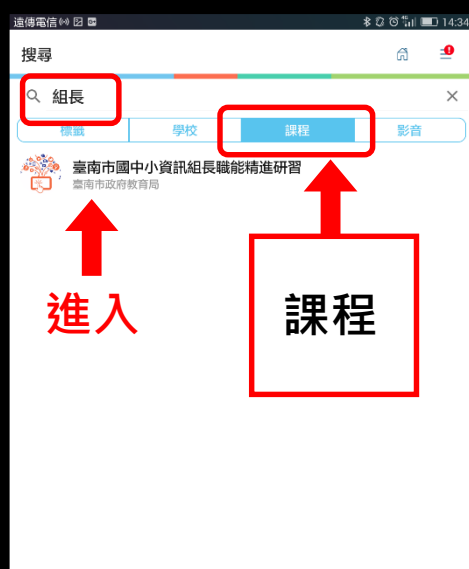 遠傳電信 14:34
搜尋
組長
標籤 學校 課程 影音
臺南市國中小資訊組長職能精進研習
臺南市政府教育局
進入
課程